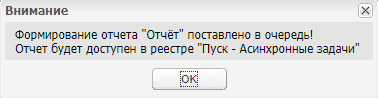 Внимание
Формирование отчета "Отчёт" поставлено в очередь!
Отчет будет доступен в реестре "Пуск - Асинхронные задачи"
OK